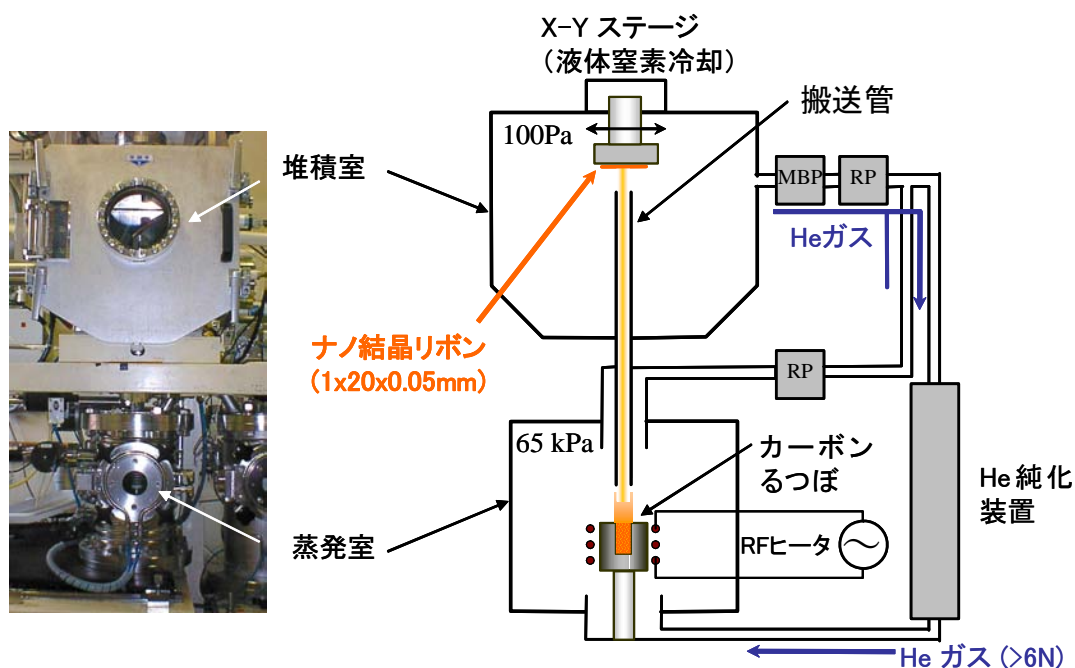 X-Y ステージ
(液体窒素冷却)
搬送管
100Pa
堆積室
MBP
RP
Heガス
ナノ結晶リボン
(1x20x0.05mm)
RP
65 kPa
カーボン
るつぼ
He 純化
装置
RFヒータ
蒸発室
He ガス (>6N)